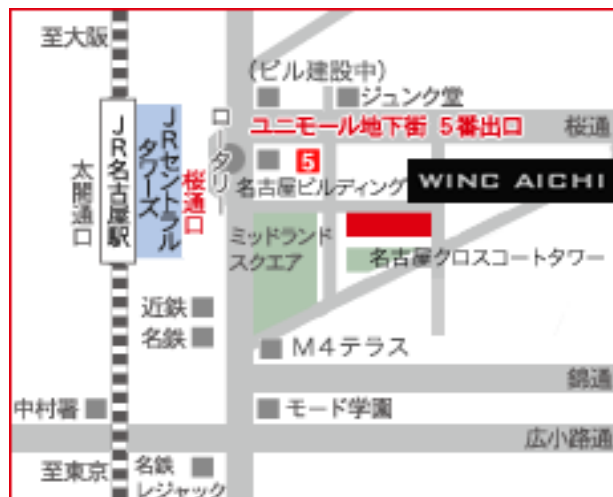 至大阪
(ビル建設中)
ジュンク堂
ユニモール地下街 5番出口
桜通
ロータリー
JR名古屋駅
JRセントラル
タワーズ
太閤通口
桜通口
5
名古屋ビルディング
WINC AICHI
ミッドランド
スクエア
名古屋クロスコートタワー
近鉄
名鉄
M4テラス
錦通
中村署
モード学園
広小路通
至東京
名鉄
レジャック